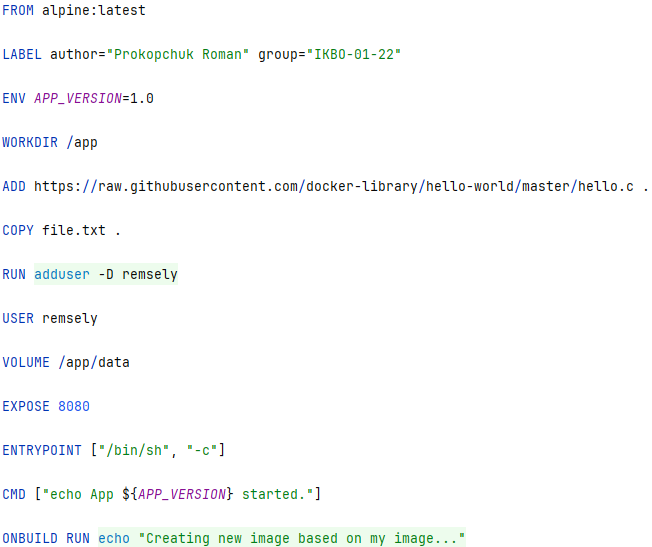 FROM alpine:latest
LABEL author="Prokopchuk Roman" group="IKBO-01-22"
ENV APP_VERSION=1.0
WORKDIR /app
ADD https://raw.githubusercontent.com/docker-library/hello-world/master/hello.c .
COPY file.txt .
RUN adduser -D remsely
USER remsely
VOLUME /app/data
EXPOSE 8080
ENTRYPOINT ["/bin/sh", "-c"]
CMD ["echo App ${APP_VERSION} started."]
ONBUILD RUN echo "Creating new image based on my image..."